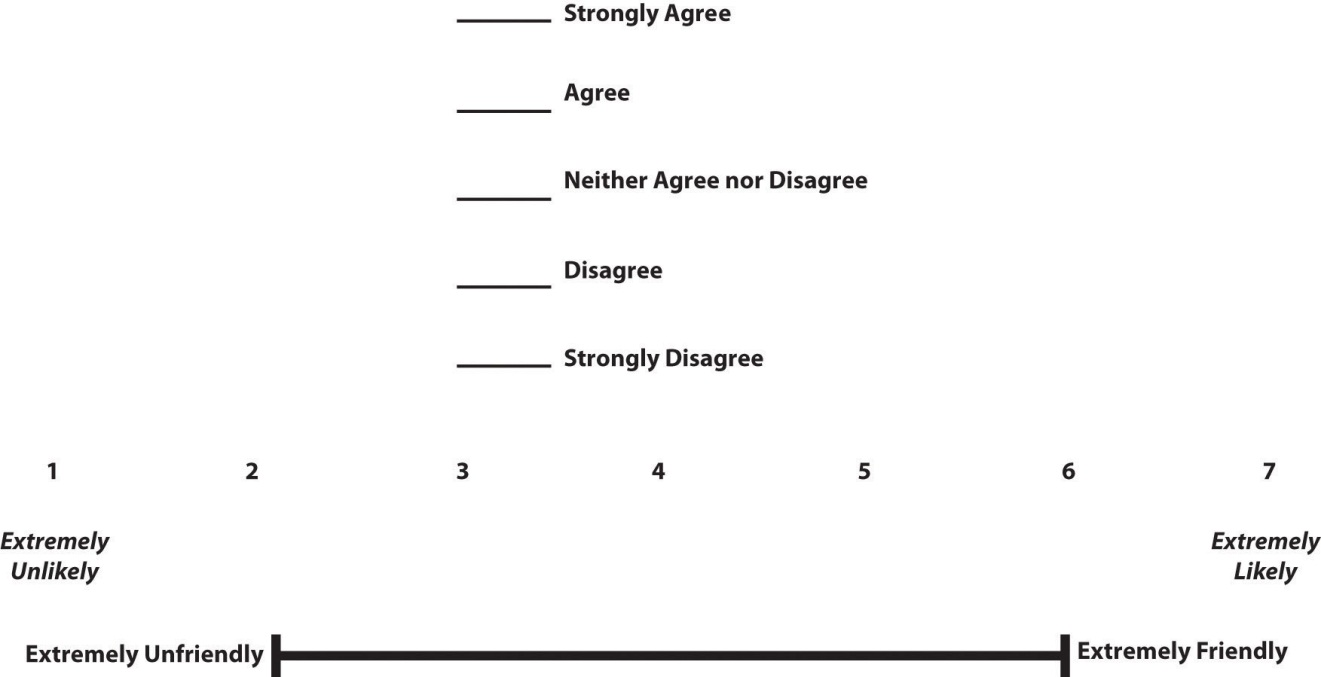 Strongly Agree
Agree
Neither Agree nor Disagree
Disagree
Strongly Disagree
1 2 3 4 5 6 7
Extremely Unlikely
Extremely Likely
Extremely Unfriendly Extremely Friendly